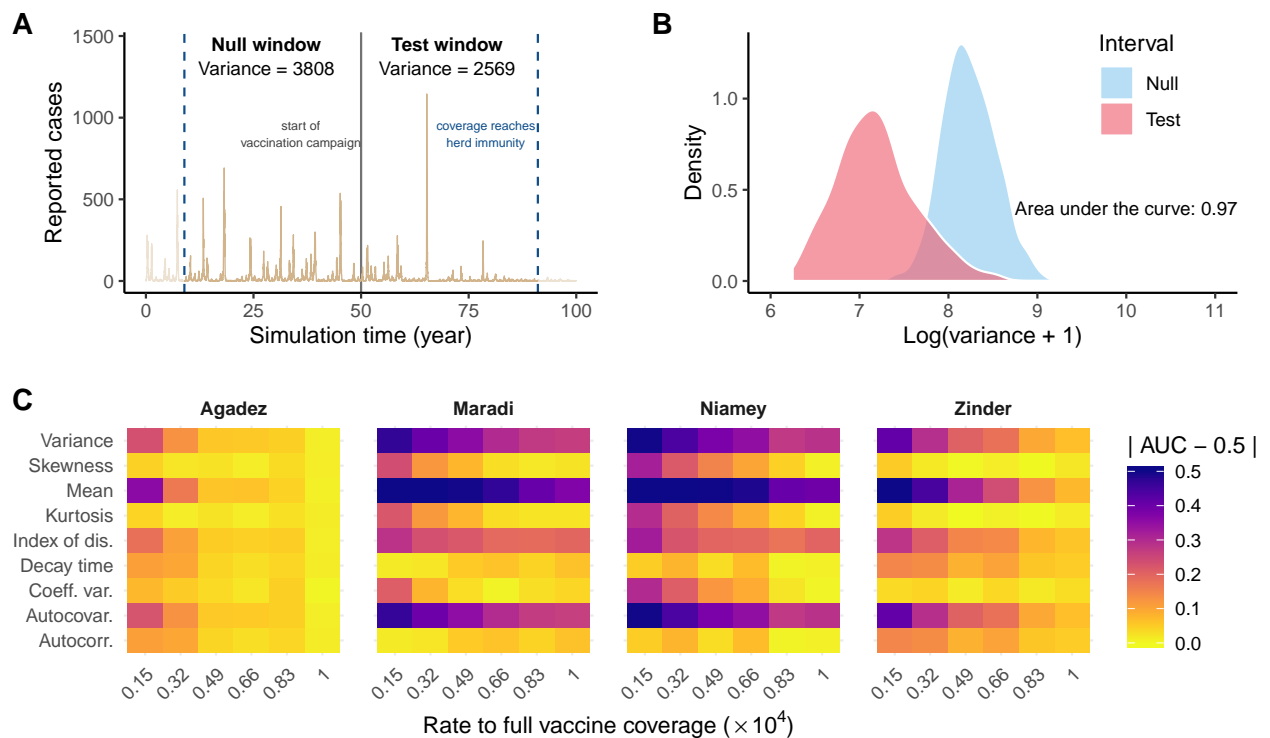 A
Null window
Variance = 3808
Test window
Variance = 2569
start of
vaccination campaign
coverage reaches
herd immunity
Reported cases
1500
1000
500
0
0
25
50
75
100
Simulation time (year)
B
Interval
Null
Test
Area under the curve: 0.97
Density
1.0
0.5
0.0
6
7
8
9
10
11
Log(variance + 1)
C
Agadez
Maradi
Niamey
Zinder
Variance
Skewness
Mean
Kurtosis
Index of dis.
Decay time
Coeff. var.
Autocovar.
Autocorr.
0.15
0.32
0.49
0.66
0.83
1
0.15
0.32
0.49
0.66
0.83
1
0.15
0.32
0.49
0.66
0.83
1
0.15
0.32
0.49
0.66
0.83
1
Rate to full vaccine coverage (×10⁴)
| AUC − 0.5 |
0.5
0.4
0.3
0.2
0.1
0.0